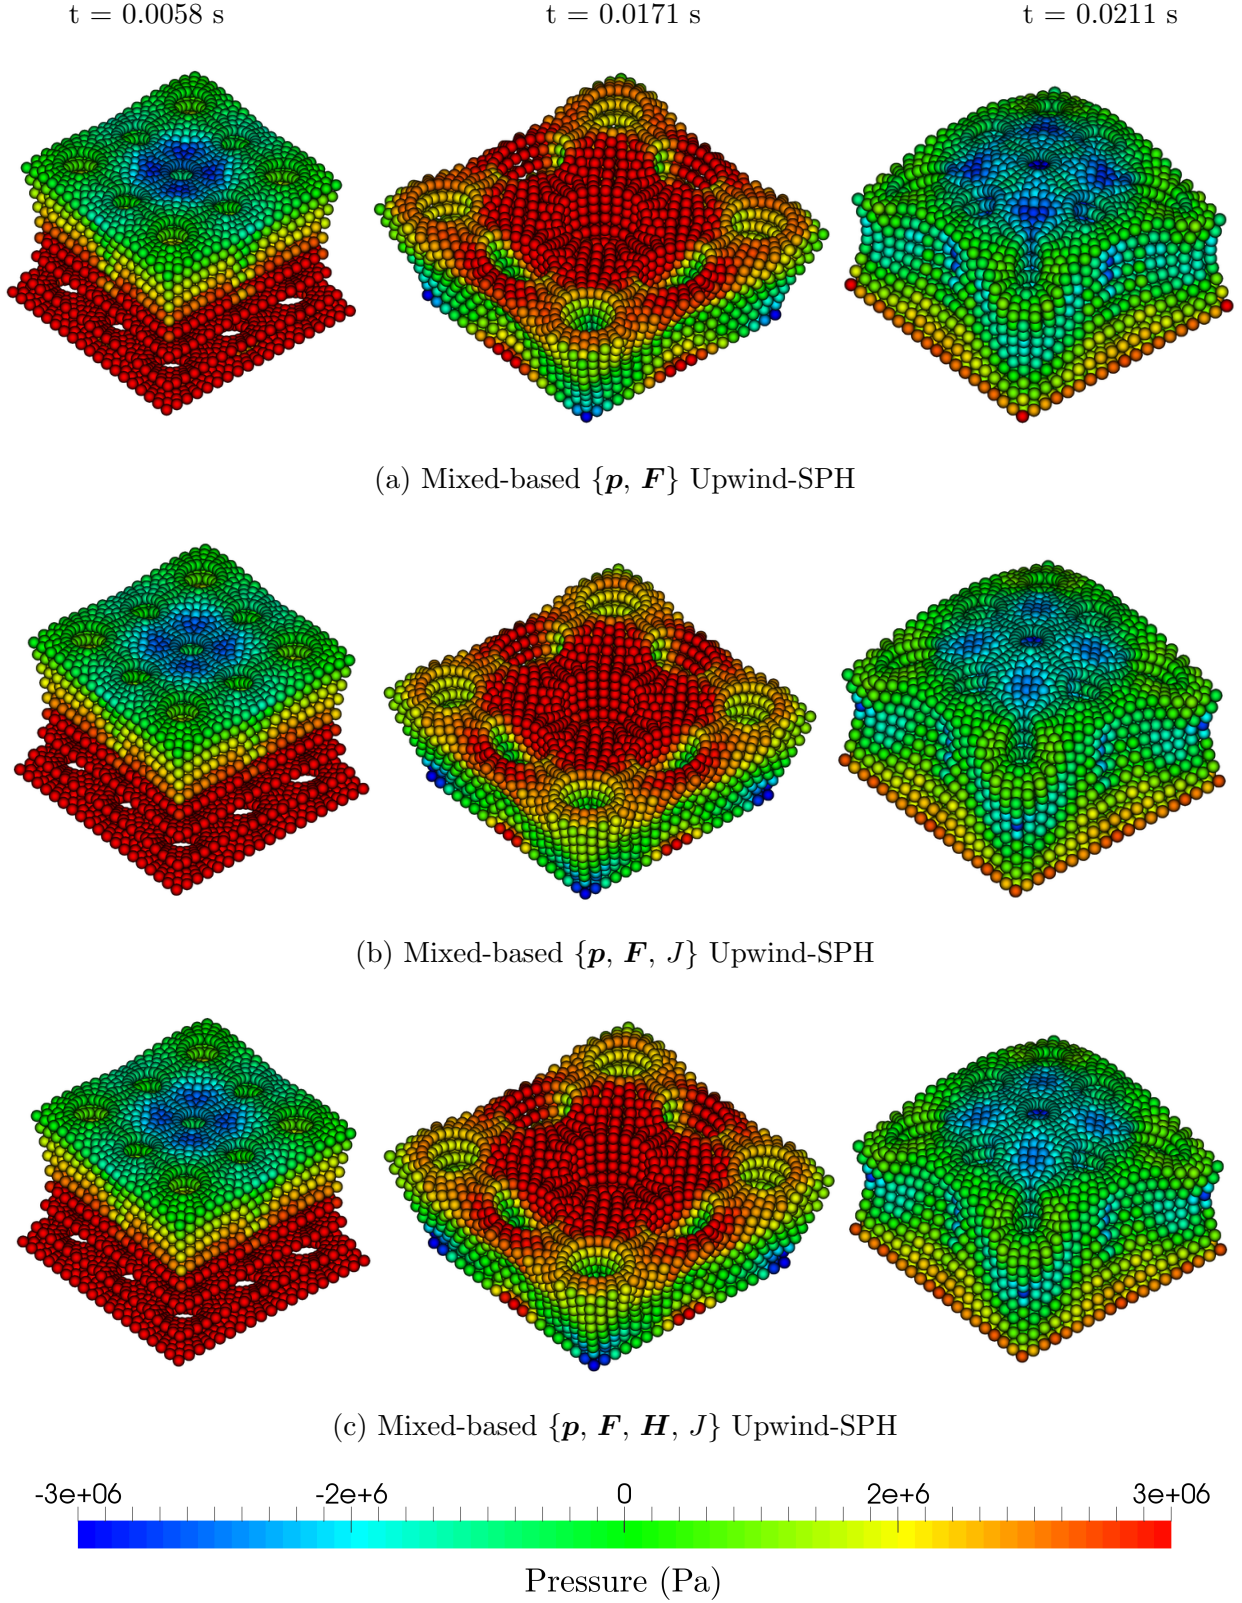 t = 0.0058 s
t = 0.0171 s
t = 0.0211 s
(a) Mixed-based {p, F} Upwind-SPH
(b) Mixed-based {p, F, J} Upwind-SPH
(c) Mixed-based {p, F, H, J} Upwind-SPH
-3e+06 -2e+6 0 2e+6 3e+06
Pressure (Pa)